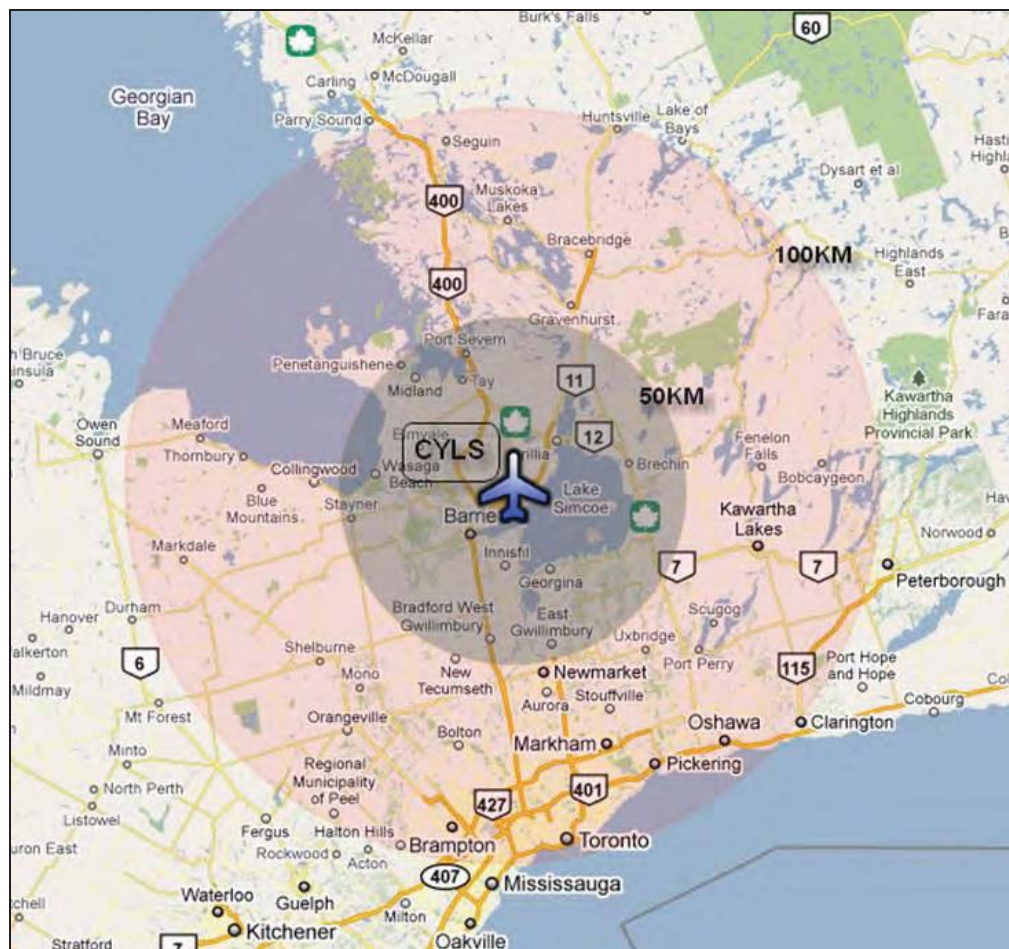 Burk's Falls
60
McKellar
McDougall
Carling
Georgian
Bay
Parry Sound
Huntsville
Lake of
Bays
Seguin
Dysart et al
400
Muskoka
Lakes
Bracebridge
100KM
Highlands
East
400
Gravenhurst
Port Severn
Penetanguishene
Midland
Tay
11
50KM
Kawartha
Highlands
Provincial Park
Owen
Sound
Meaford
Thornbury
CYLS
12
Brechin
Fenelon
Falls
Bobcaygeon
Collingwood
Wasaga
Beach
Lake
Simcoe
Blue
Mountains
Stayner
Barrie
Kawartha
Lakes
Norwood
Markdale
Innisfil
Georgina
7
7
Peterborough
Durham
Hanover
Bradford West
Gwillimbury
East
Gwillimbury
Scugog
Uxbridge
6
Shelburne
Port Perry
115
Port Hope
and Hope
Mildmay
Mono
New
Tecumseth
Newmarket
Aurora
Stouffville
Mt Forest
Orangeville
Bolton
Oshawa
Clarington
Cobourg
Markham
Pickering
Minto
Regional
Municipality
of Peel
North Perth
Listowel
427
401
Fergus
Halton Hills
Brampton
Toronto
Rockwood
Acton
407
Mississauga
Waterloo
Guelph
Milton
Kitchener
Oakville
Stratford
7